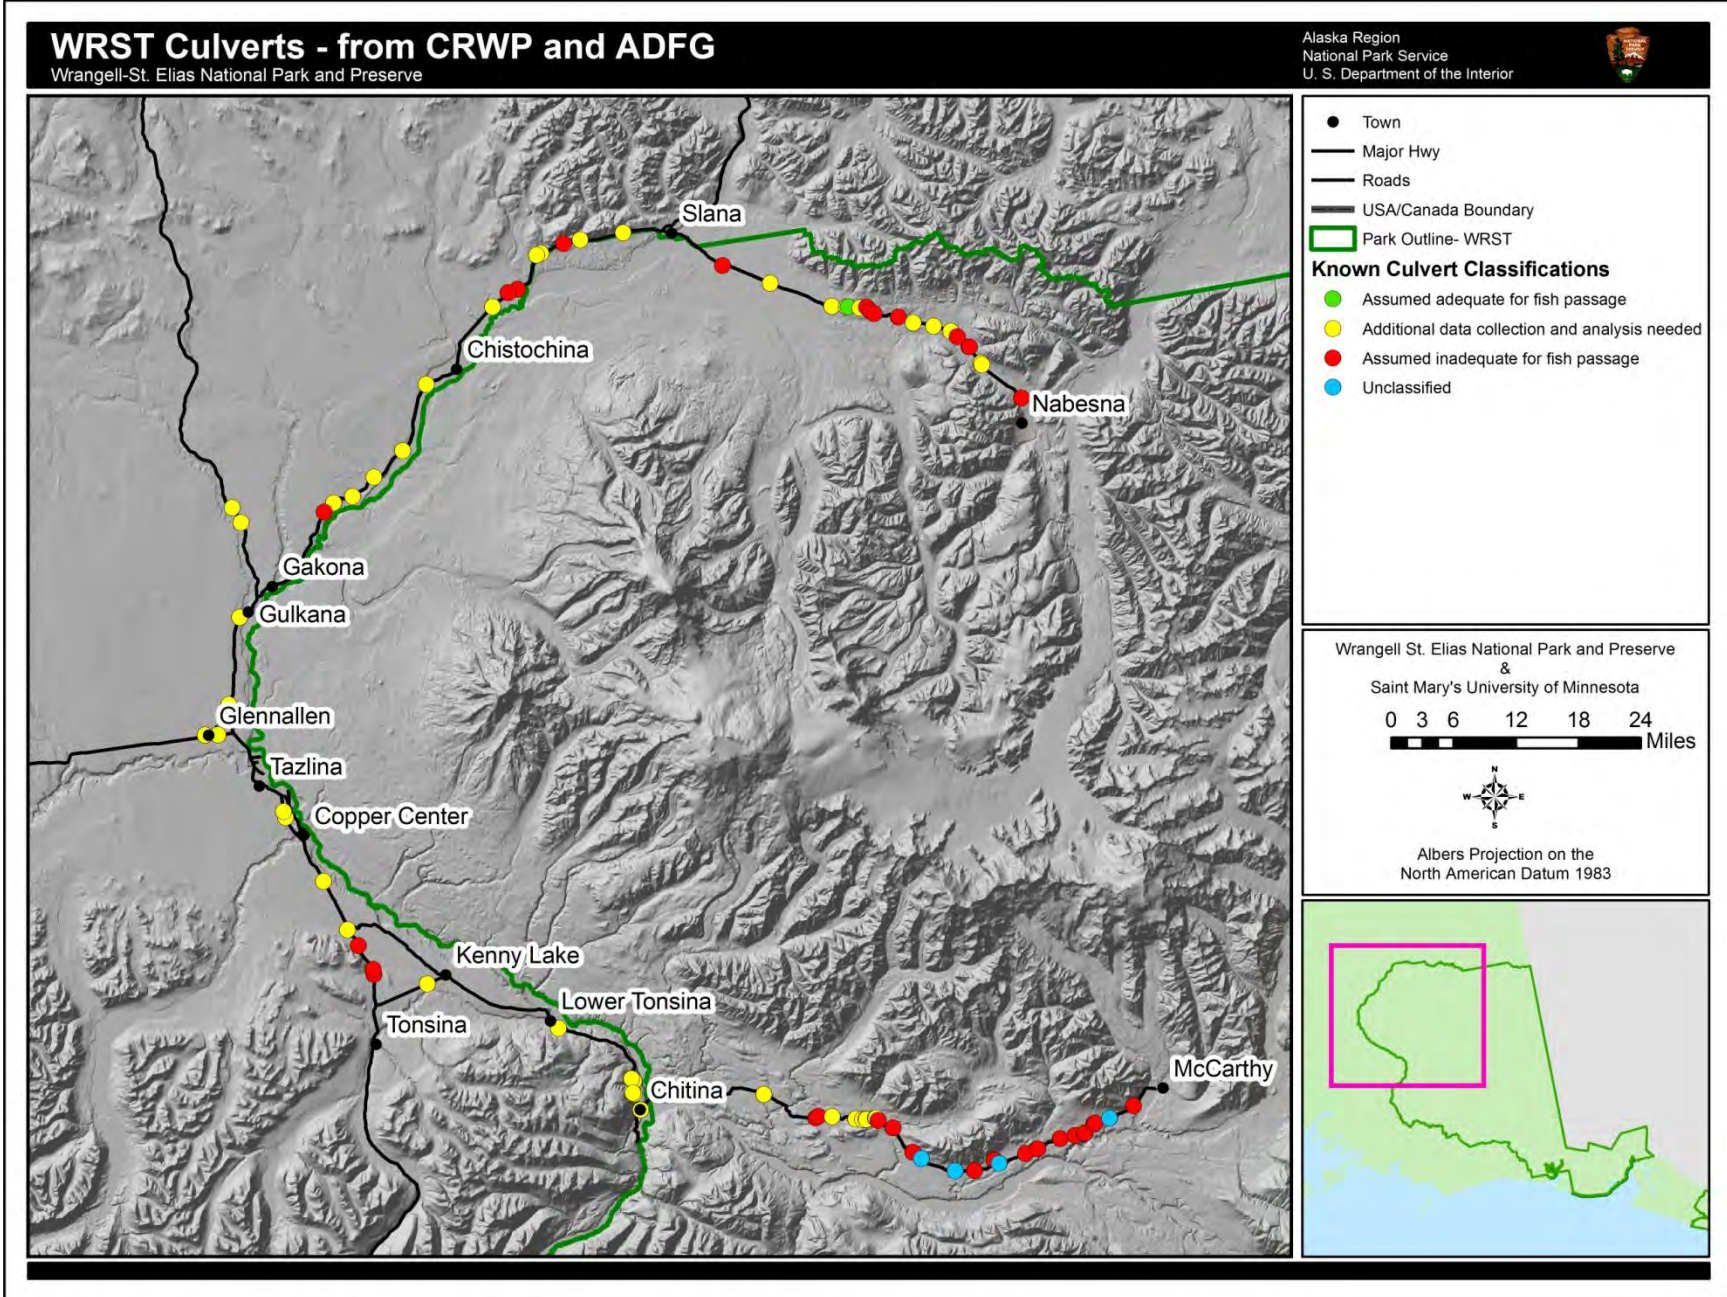 WRST Culverts - from CRWP and ADFG
Wrangell-St. Elias National Park and Preserve
Alaska Region
National Park Service
U. S. Department of the Interior
Slana
Chistochina
Nabesna
Gakona
Gulkana
Glennallen
Tazlina
Copper Center
Kenny Lake
Lower Tonsina
Tonsina
Chitina
McCarthy
Town
Major Hwy
Roads
USA/Canada Boundary
Park Outline- WRST
Known Culvert Classifications
Assumed adequate for fish passage
Additional data collection and analysis needed
Assumed inadequate for fish passage
Unclassified
Wrangell St. Elias National Park and Preserve
&
Saint Mary's University of Minnesota
0 3 6 12 18 24
Miles
N
W E
S
Albers Projection on the
North American Datum 1983